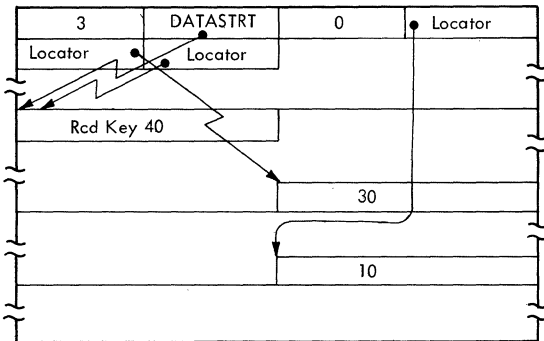 3 DATASTRT 0 Locator
Locator Locator
Rcd Key 40
30
10